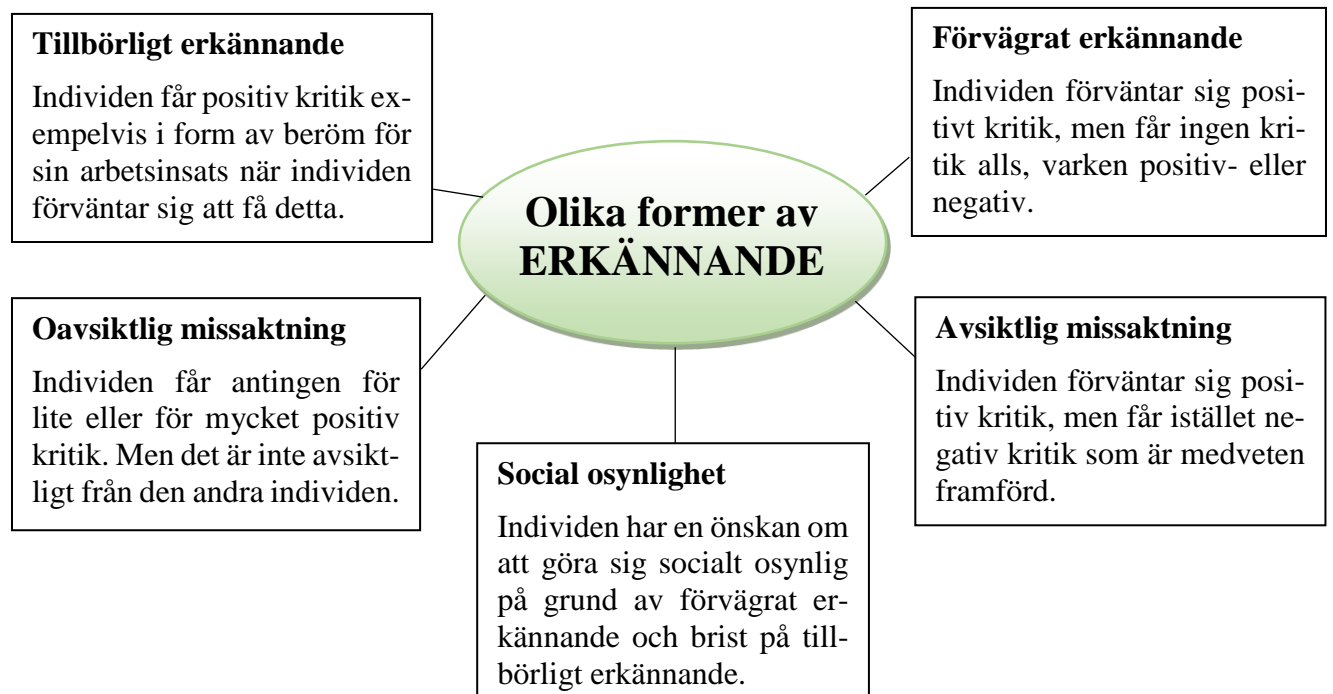 Tillbörligt erkännande
Individen får positiv kritik ex-
empelvis i form av beröm för
sin arbetsinsats när individen
förväntar sig att få detta.
Förvägrat erkännande
Individen förväntar sig posi-
tivt kritik, men får ingen kri-
tik alls, varken positiv- eller
negativ.
Olika former av
ERKÄNNANDE
Oavsiktlig missaktning
Individen får antingen för
lite eller för mycket positiv
kritik. Men det är inte avsikt-
ligt från den andra individen.
Avsiktlig missaktning
Individen förväntar sig posi-
tiv kritik, men får istället ne-
gativ kritik som är medveten
framförd.
Social osynlighet
Individen har en önskan om
att göra sig socialt osynlig
på grund av förvägrat er-
kännande och brist på till-
börligt erkännande.